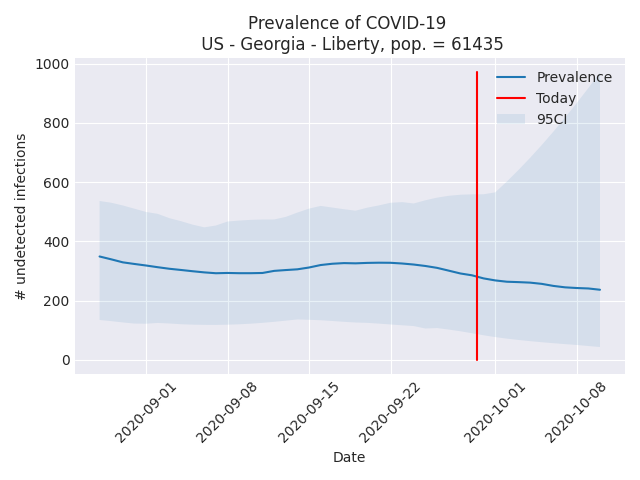 Prevalence of COVID-19
US - Georgia - Liberty, pop. = 61435
1000
800
600
400
200
0
# undetected infections
Prevalence
Today
95CI
2020-09-01
2020-09-08
2020-09-15
2020-09-22
2020-10-01
2020-10-08
Date